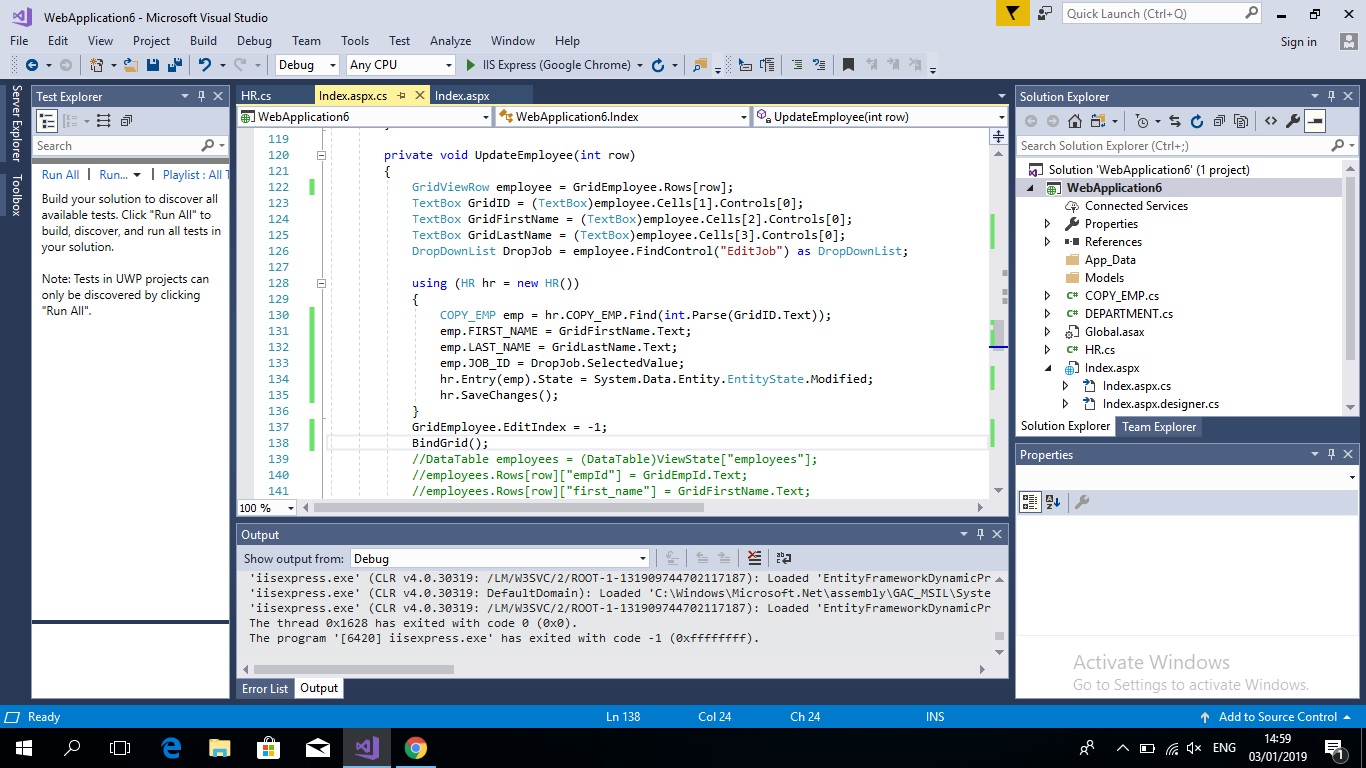 WebApplication6 - Microsoft Visual Studio
Quick Launch (Ctrl+Q)
File Edit View Project Build Debug Team Tools Test Analyze Window Help
Sign in
Debug Any CPU IIS Express (Google Chrome)
Server Explorer
Toolbox
Test Explorer
Search
Run All | Run... | Playlist : All T
Build your solution to discover all
available tests. Click "Run All" to
build, discover, and run all tests in
your solution.
Note: Tests in UWP projects can
only be discovered by clicking
"Run All".
HR.cs Index.aspx.cs Index.aspx
WebApplication6 WebApplication6.Index UpdateEmployee(int row)
119
120 private void UpdateEmployee(int row)
121 {
122 GridViewRow employee = GridEmployee.Rows[row];
123 TextBox GridID = (TextBox)employee.Cells[1].Controls[0];
124 TextBox GridFirstName = (TextBox)employee.Cells[2].Controls[0];
125 TextBox GridLastName = (TextBox)employee.Cells[3].Controls[0];
126 DropDownList DropJob = employee.FindControl("EditJob") as DropDownList;
127
128 using (HR hr = new HR())
129 {
130 COPY_EMP emp = hr.COPY_EMP.Find(int.Parse(GridID.Text));
131 emp.FIRST_NAME = GridFirstName.Text;
132 emp.LAST_NAME = GridLastName.Text;
133 emp.JOB_ID = DropJob.SelectedValue;
134 hr.Entry(emp).State = System.Data.Entity.EntityState.Modified;
135 hr.SaveChanges();
136 }
137 GridEmployee.EditIndex = -1;
138 BindGrid();
139 //DataTable employees = (DataTable)ViewState["employees"];
140 //employees.Rows[row]["empId"] = GridEmpId.Text;
141 //employees.Rows[row]["first_name"] = GridFirstName.Text;
100 %
Output
Show output from: Debug
'iisexpress.exe' (CLR v4.0.30319: /LM/W3SVC/2/ROOT-1-131909744702117187): Loaded 'EntityFrameworkDynamicPr
'iisexpress.exe' (CLR v4.0.30319: DefaultDomain): Loaded 'C:\Windows\Microsoft.Net\assembly\GAC_MSIL\Syste
'iisexpress.exe' (CLR v4.0.30319: /LM/W3SVC/2/ROOT-1-131909744702117187): Loaded 'EntityFrameworkDynamicPr
The thread 0x1628 has exited with code 0 (0x0).
The program '[6420] iisexpress.exe' has exited with code -1 (0xffffffff).
Error List Output
Solution Explorer
Search Solution Explorer (Ctrl+;)
Solution 'WebApplication6' (1 project)
WebApplication6
Connected Services
Properties
References
App_Data
Models
C# COPY_EMP.cs
C# DEPARTMENT.cs
Global.asax
C# HR.cs
Index.aspx
Index.aspx.cs
Index.aspx.designer.cs
Solution Explorer Team Explorer
Properties
Activate Windows
Go to Settings to activate Windows.
Ready Ln 138 Col 24 Ch 24 INS Add to Source Control
ENG 14:59
03/01/2019
1